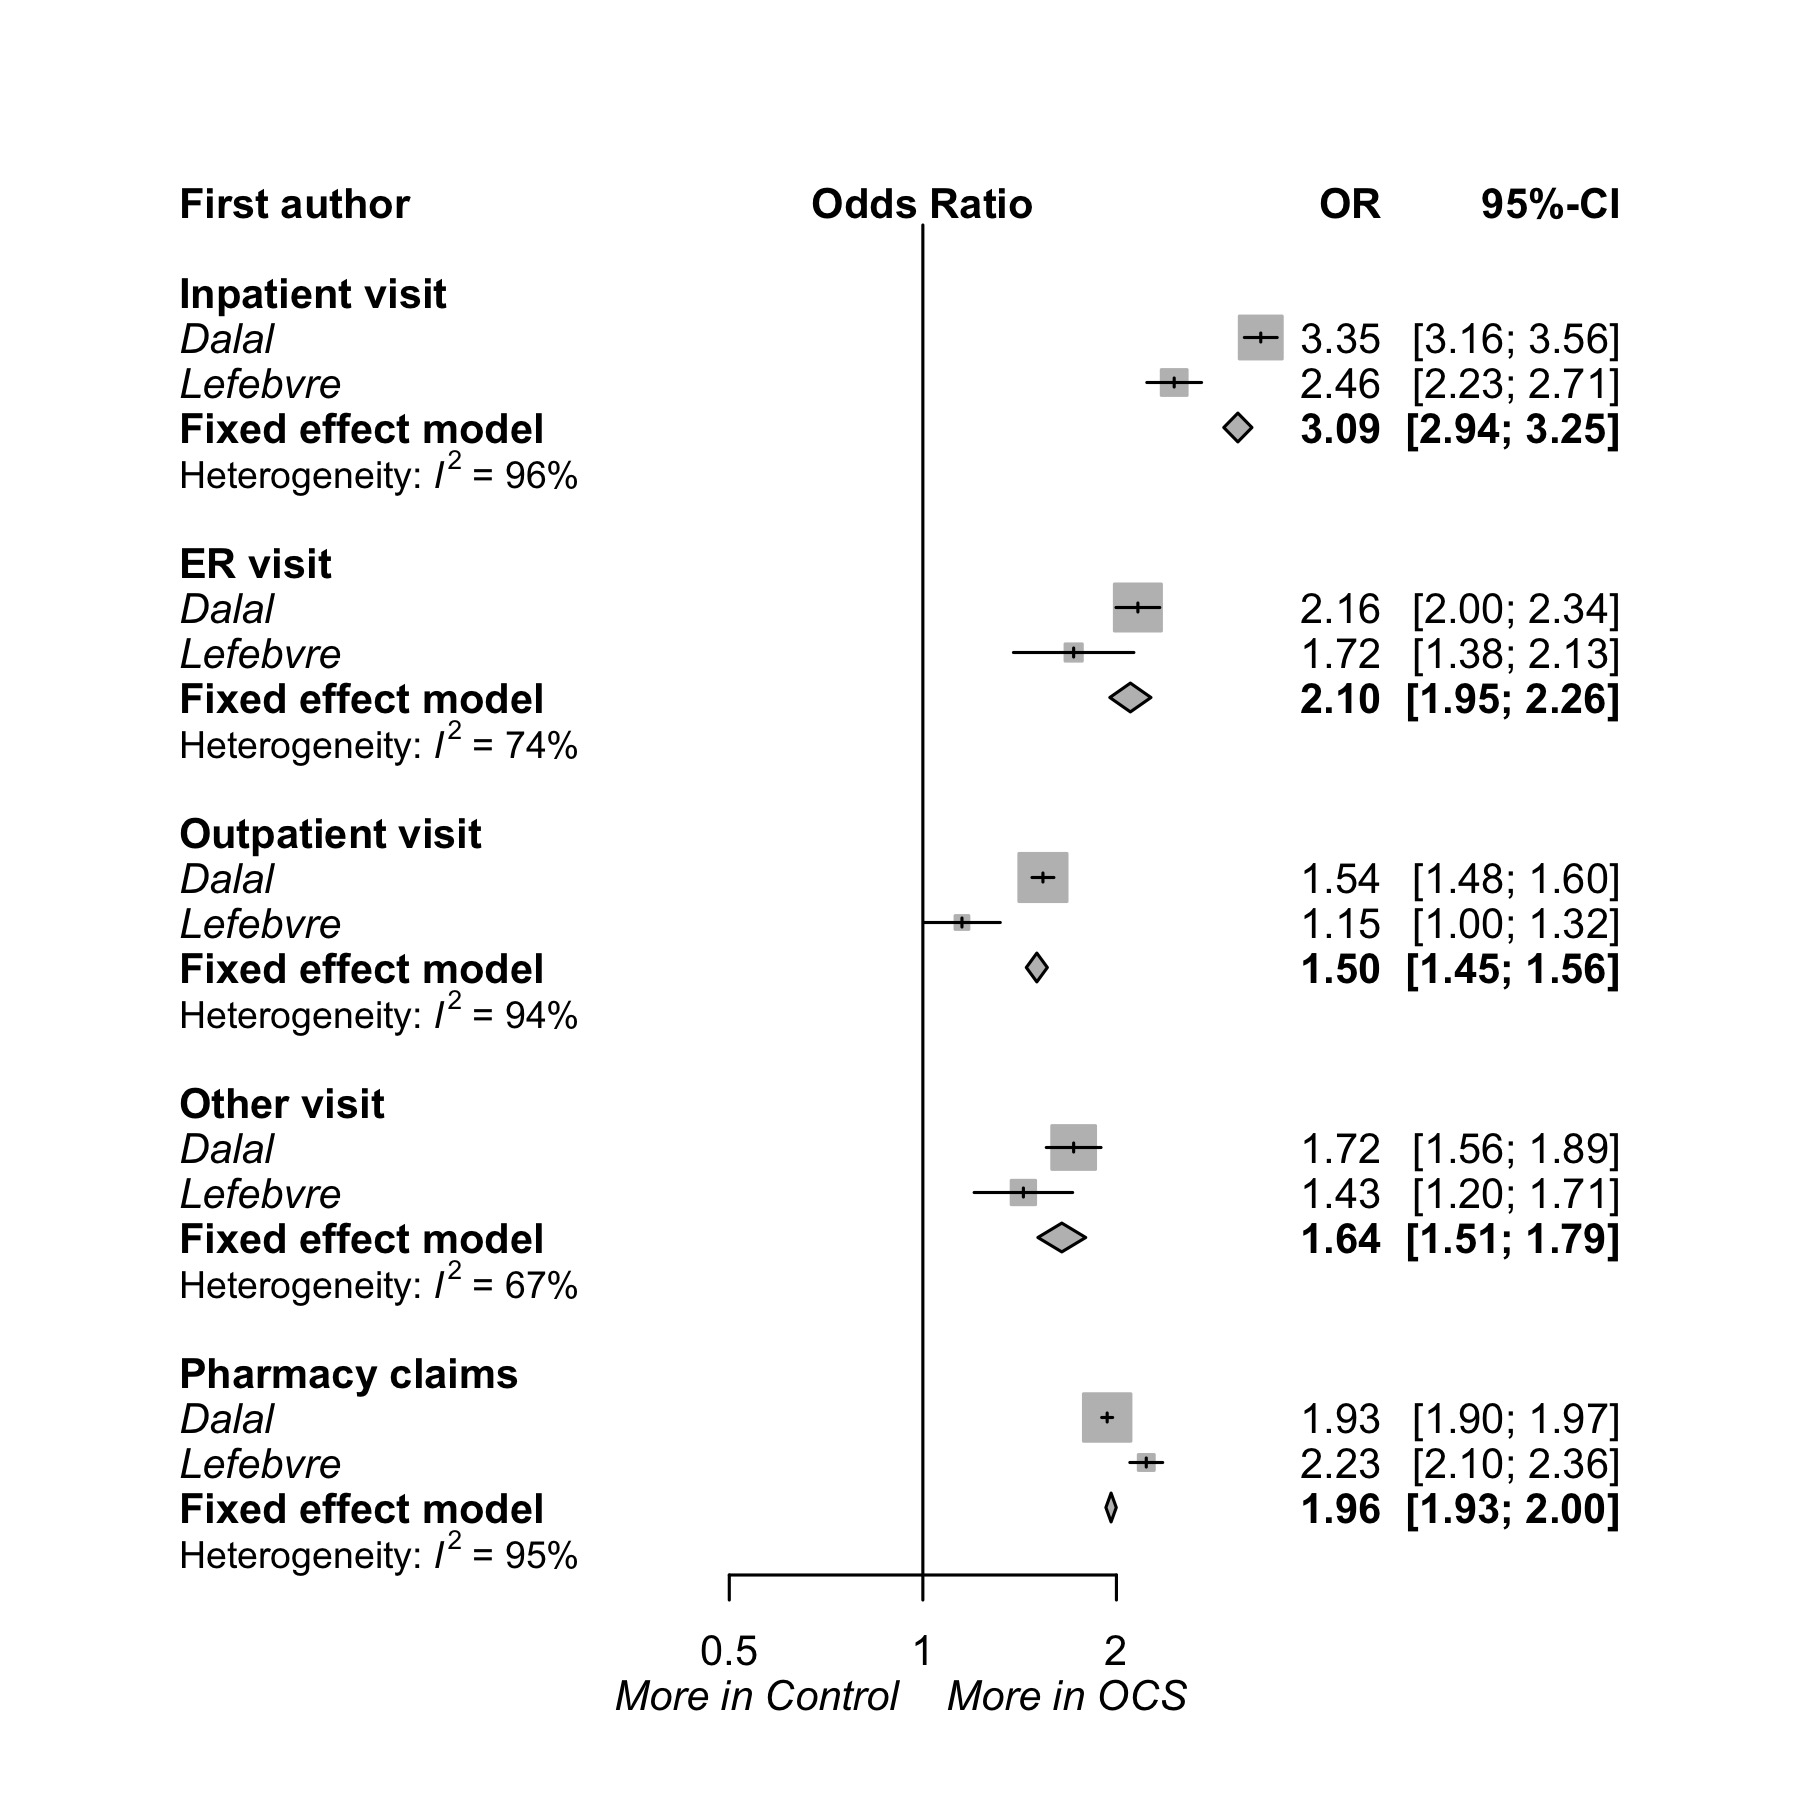 First author Odds Ratio OR 95%-CI
Inpatient visit
Dalal 3.35 [3.16; 3.56]
Lefebvre 2.46 [2.23; 2.71]
Fixed effect model 3.09 [2.94; 3.25]
Heterogeneity: I² = 96%
ER visit
Dalal 2.16 [2.00; 2.34]
Lefebvre 1.72 [1.38; 2.13]
Fixed effect model 2.10 [1.95; 2.26]
Heterogeneity: I² = 74%
Outpatient visit
Dalal 1.54 [1.48; 1.60]
Lefebvre 1.15 [1.00; 1.32]
Fixed effect model 1.50 [1.45; 1.56]
Heterogeneity: I² = 94%
Other visit
Dalal 1.72 [1.56; 1.89]
Lefebvre 1.43 [1.20; 1.71]
Fixed effect model 1.64 [1.51; 1.79]
Heterogeneity: I² = 67%
Pharmacy claims
Dalal 1.93 [1.90; 1.97]
Lefebvre 2.23 [2.10; 2.36]
Fixed effect model 1.96 [1.93; 2.00]
Heterogeneity: I² = 95%
0.5 1 2
More in Control More in OCS